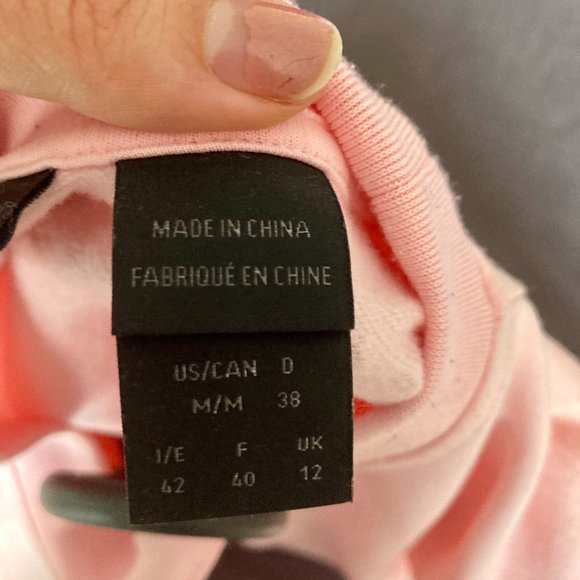 MADE IN CHINA
FABRIQUÉ EN CHINE
US/CAN D
M/M 38
I/E F UK
42 40 12